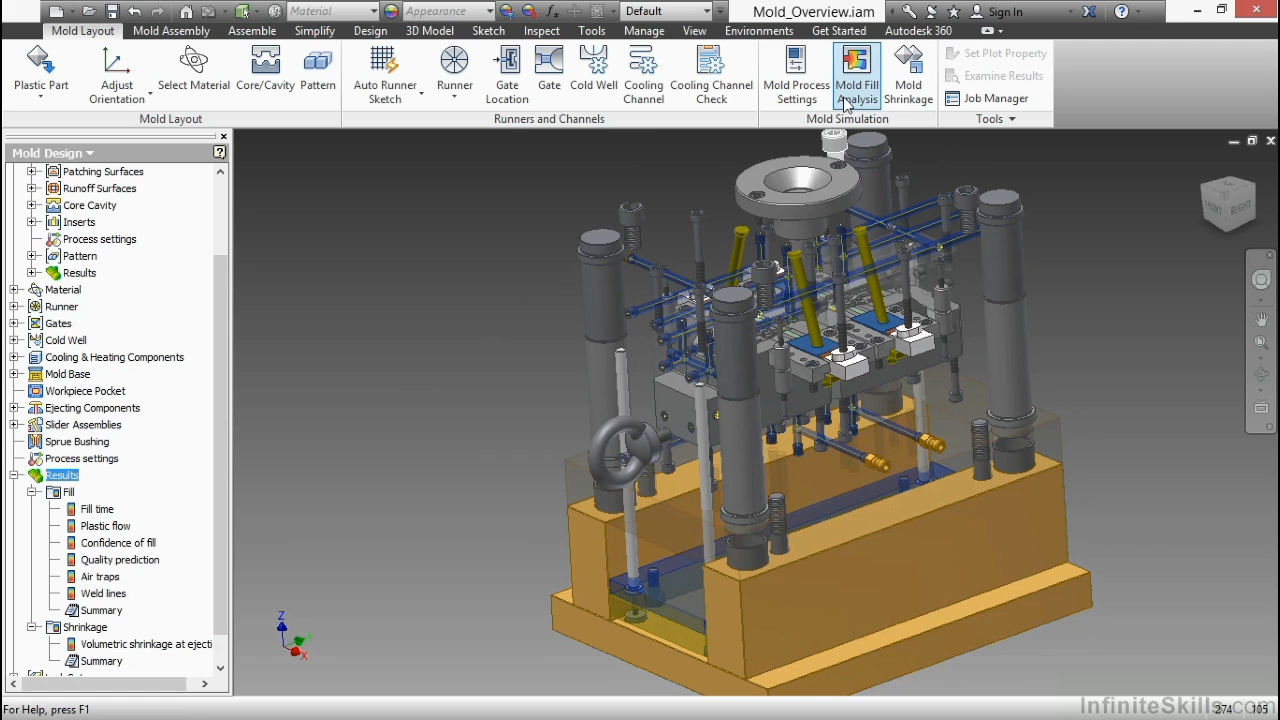 Material
Appearance
Default
Mold_Overview.iam
Sign In
Mold Layout
Mold Assembly
Assemble
Simplify
Design
3D Model
Sketch
Inspect
Tools
Manage
View
Environments
Get Started
Autodesk 360
Plastic Part
Adjust Orientation
Select Material
Core/Cavity
Pattern
Auto Runner Sketch
Runner
Gate Location
Gate
Cold Well
Cooling Channel
Cooling Channel Check
Mold Process Settings
Mold Fill Analysis
Mold Shrinkage
Set Plot Property
Examine Results
Job Manager
Mold Layout
Runners and Channels
Mold Simulation
Tools
Mold Design
Patching Surfaces
Runoff Surfaces
Core Cavity
Inserts
Process settings
Pattern
Results
Material
Runner
Gates
Cold Well
Cooling & Heating Components
Mold Base
Workpiece Pocket
Ejecting Components
Slider Assemblies
Sprue Bushing
Process settings
Results
Fill
Fill time
Plastic flow
Confidence of fill
Quality prediction
Air traps
Weld lines
Summary
Shrinkage
Volumetric shrinkage at ejecti
Summary
RIGHT
Z
X
For Help, press F1
274
105
InfiniteSkills.com